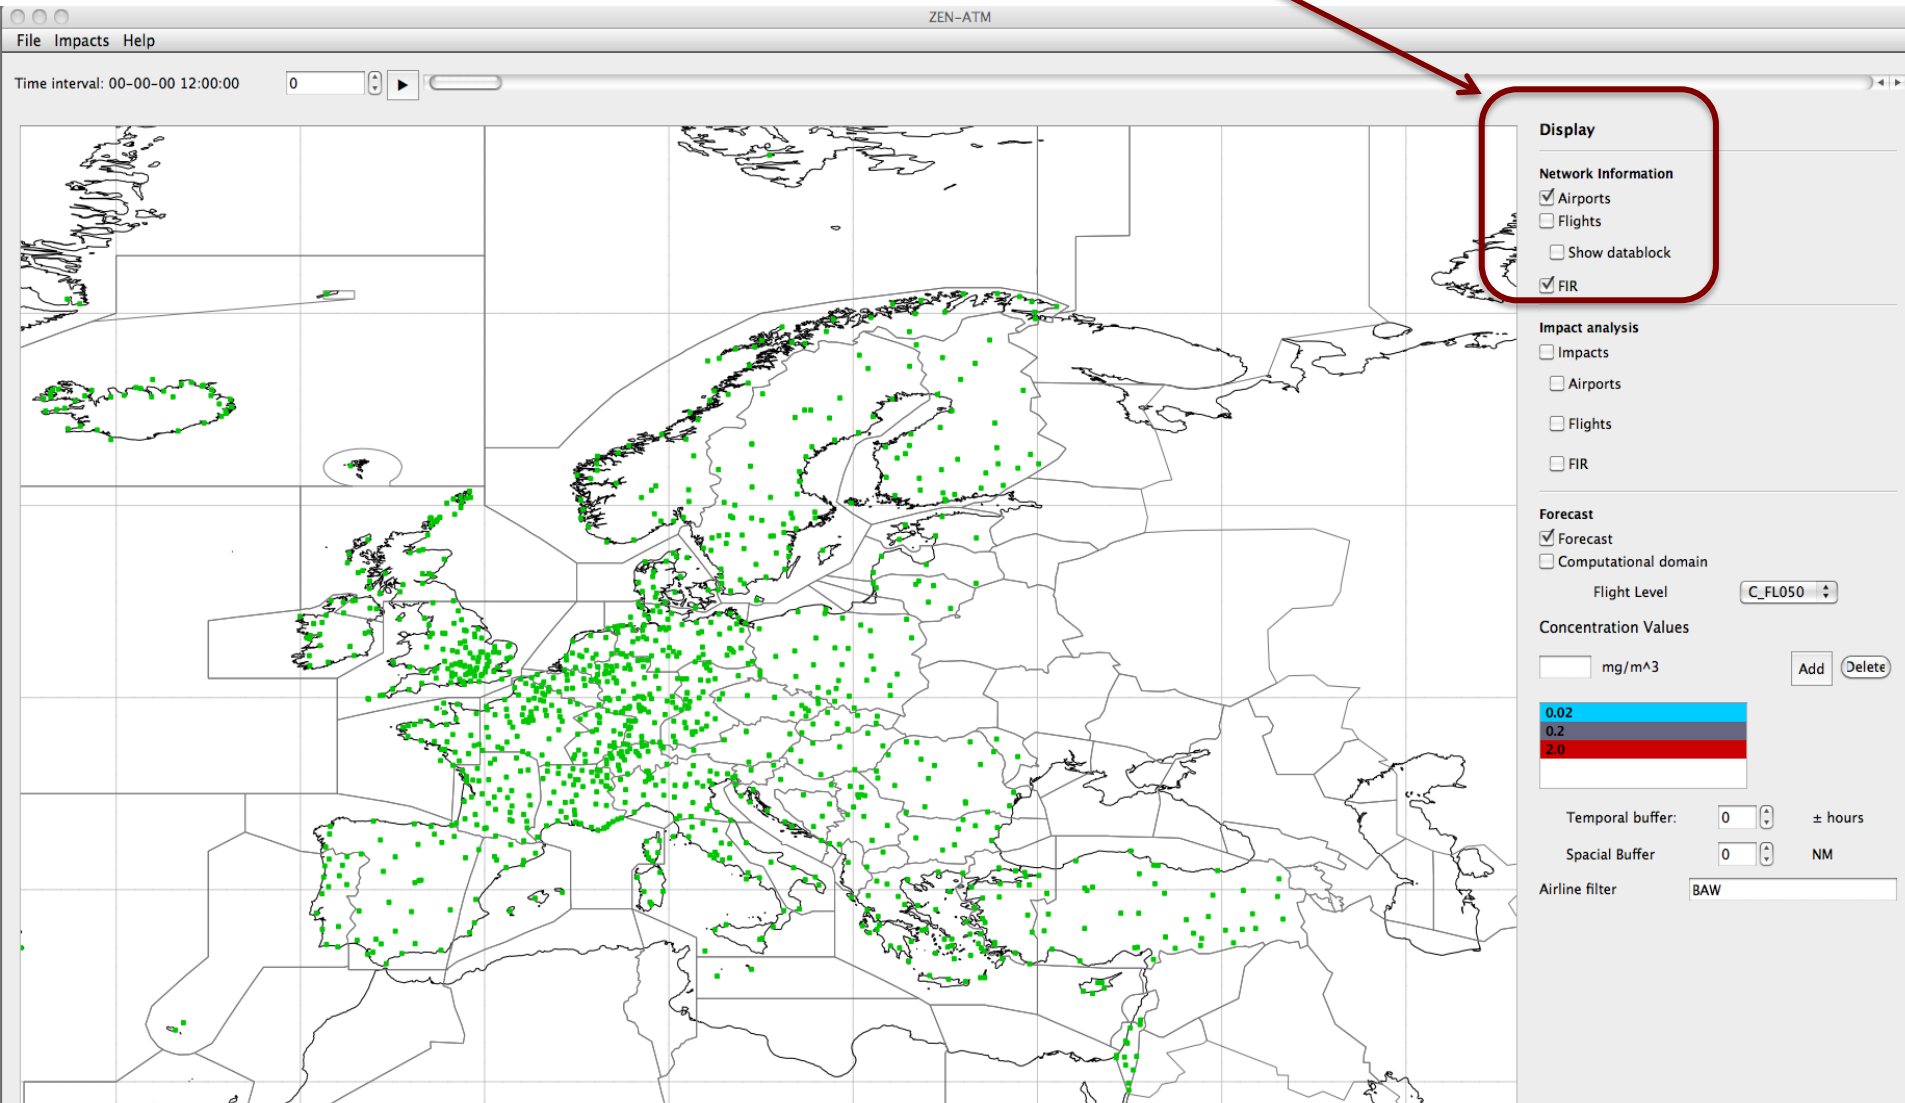 ZEN-ATM
File Impacts Help
Time interval: 00-00-00 12:00:00 0
Display
Network Information
Airports
Flights
Show datablock
FIR
Impact analysis
Impacts
Airports
Flights
FIR
Forecast
Forecast
Computational domain
Flight Level C_FL050
Concentration Values
mg/m^3 Add Delete
0.02
0.2
2.0
Temporal buffer: 0 ± hours
Spacial Buffer 0 NM
Airline filter BAW